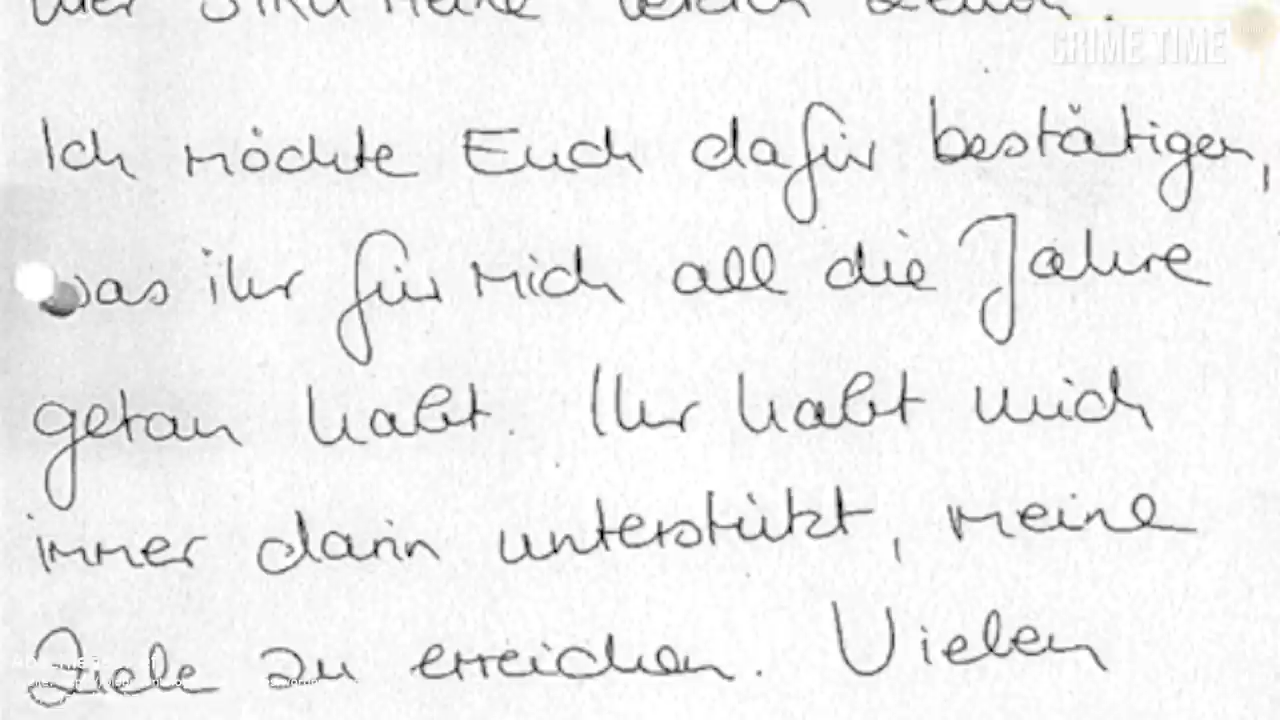 CRIME TIME
Ich möchte Euch dafür bestätigen,
was ihr für mich all die Jahre
getan habt. Ihr habt mich
immer darin unterstützt, meine
Ziele zu erreichen. Vielen